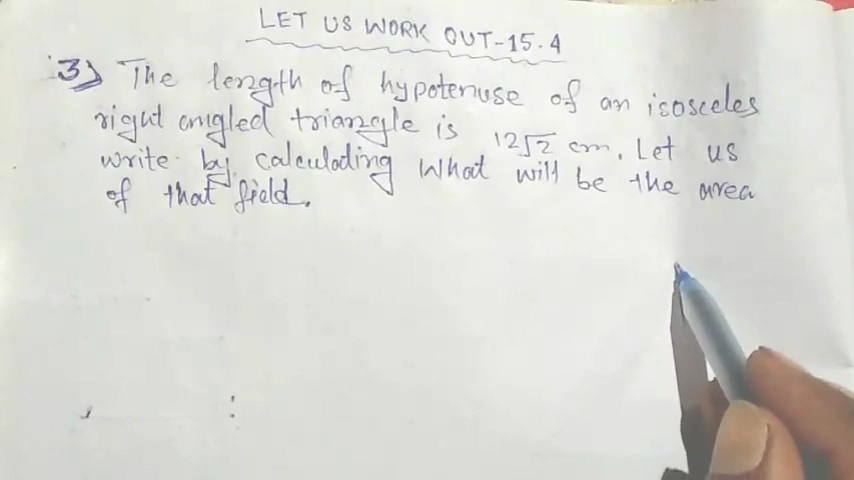 LET US WORK OUT-15.4
3) The length of hypotenuse of an isosceles
right angled triangle is 12√2 cm. Let us
write by calculating What will be the area
of that field.